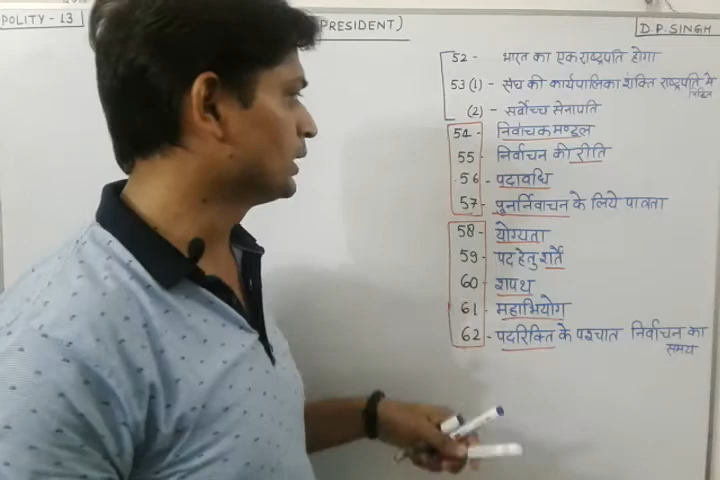 POLITY - 13
PRESIDENT)
D.P. SINGH
52 - भारत का एक राष्ट्रपति होगा
53 (1) - संघ की कार्यपालिका शक्ति राष्ट्रपति में
निहित
(2) - सर्वोच्च सेनापति
54 - निर्वाचक मण्डल
55 - निर्वाचन की रीति
56 - पदावधि
57 - पुनर्निवाचन के लिये पात्रता
58 - योग्यता
59 - पद हेतु शर्ते
60 - शपथ
61 - महाभियोग
62 - पदरिक्ति के पश्चात निर्वाचन का
समय